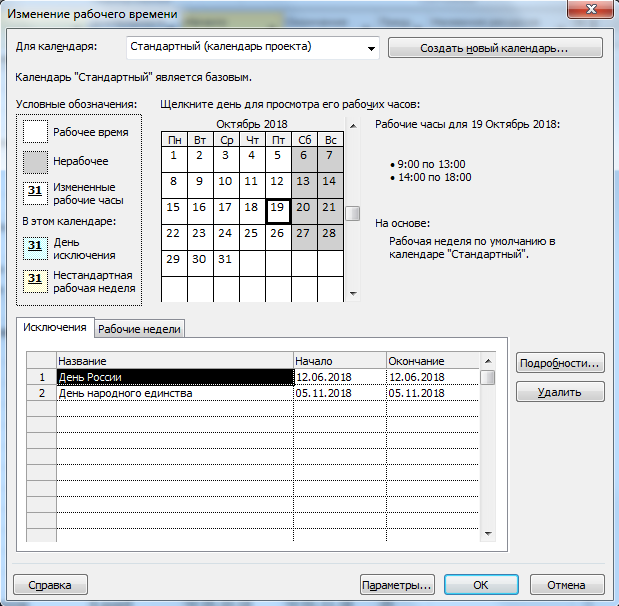 Изменение рабочего времени
Для календаря: Стандартный (календарь проекта) Создать новый календарь...
Календарь "Стандартный" является базовым.
Условные обозначения:
Рабочее время
Нерабочее
31 Измененные
рабочие часы
В этом календаре:
31 День
исключения
31 Нестандартная
рабочая неделя
Щелкните день для просмотра его рабочих часов:
Октябрь 2018
Пн Вт Ср Чт Пт Сб Вс
1 2 3 4 5 6 7
8 9 10 11 12 13 14
15 16 17 18 19 20 21
22 23 24 25 26 27 28
29 30 31
Рабочие часы для 19 Октябрь 2018:
• 9:00 по 13:00
• 14:00 по 18:00
На основе:
Рабочая неделя по умолчанию в
календаре "Стандартный".
Исключения Рабочие недели
Название Начало Окончание
1 День России 12.06.2018 12.06.2018
2 День народного единства 05.11.2018 05.11.2018
Подробности...
Удалить
Справка Параметры... ОК Отмена